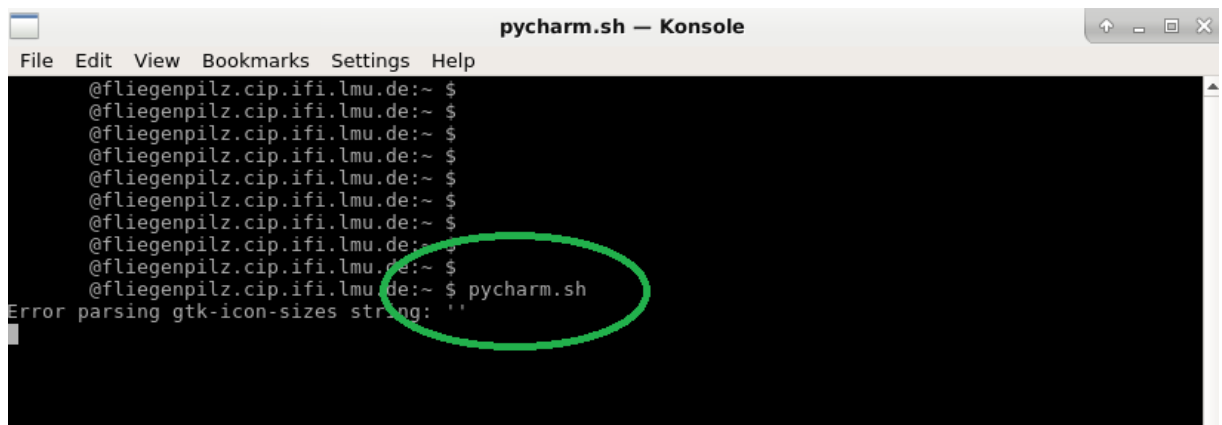 pycharm.sh — Konsole
File Edit View Bookmarks Settings Help
@fliegenpilz.cip.ifi.lmu.de:~ $
@fliegenpilz.cip.ifi.lmu.de:~ $
@fliegenpilz.cip.ifi.lmu.de:~ $
@fliegenpilz.cip.ifi.lmu.de:~ $
@fliegenpilz.cip.ifi.lmu.de:~ $
@fliegenpilz.cip.ifi.lmu.de:~ $
@fliegenpilz.cip.ifi.lmu.de:~ $
@fliegenpilz.cip.ifi.lmu.de:~ $
@fliegenpilz.cip.ifi.lmu.de:~ $
@fliegenpilz.cip.ifi.lmu.de:~ $ pycharm.sh
Error parsing gtk-icon-sizes string: ''